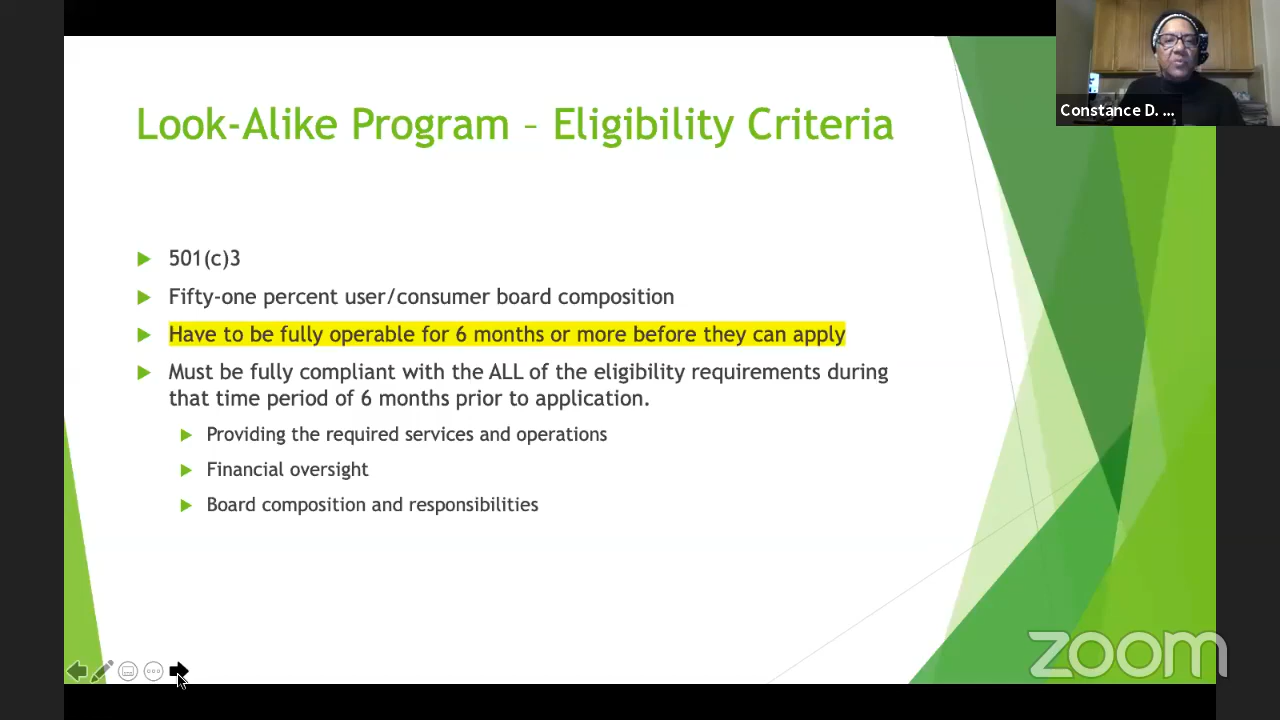 Look-Alike Program – Eligibility Criteria
501(c)3
Fifty-one percent user/consumer board composition
Have to be fully operable for 6 months or more before they can apply
Must be fully compliant with the ALL of the eligibility requirements during
that time period of 6 months prior to application.
Providing the required services and operations
Financial oversight
Board composition and responsibilities
Constance D. ...
zoom